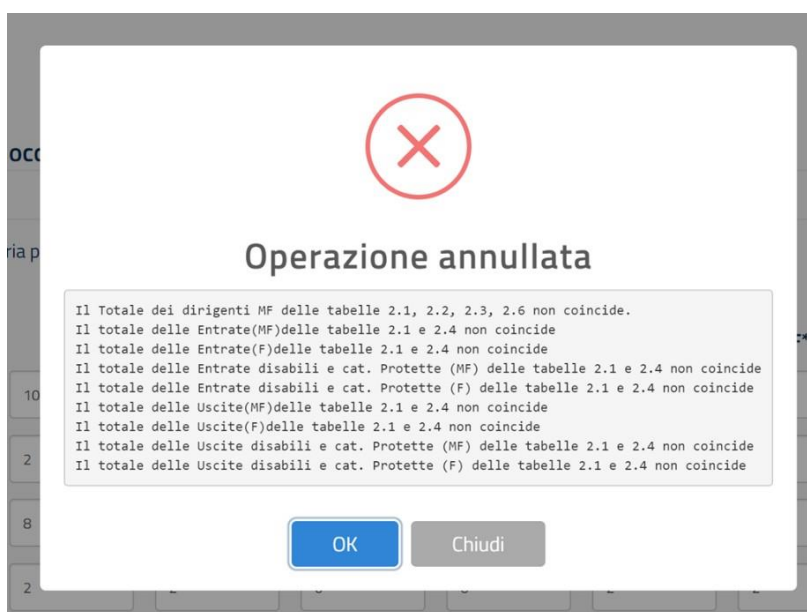 Operazione annullata
Il Totale dei dirigenti MF delle tabelle 2.1, 2.2, 2.3, 2.6 non coincide.
Il totale delle Entrate(MF)delle tabelle 2.1 e 2.4 non coincide
Il totale delle Entrate(F)delle tabelle 2.1 e 2.4 non coincide
Il totale delle Entrate disabili e cat. Protette (MF) delle tabelle 2.1 e 2.4 non coincide
Il totale delle Entrate disabili e cat. Protette (F) delle tabelle 2.1 e 2.4 non coincide
Il totale delle Uscite(MF)delle tabelle 2.1 e 2.4 non coincide
Il totale delle Uscite(F)delle tabelle 2.1 e 2.4 non coincide
Il totale delle Uscite disabili e cat. Protette (MF) delle tabelle 2.1 e 2.4 non coincide
Il totale delle Uscite disabili e cat. Protette (F) delle tabelle 2.1 e 2.4 non coincide
OK Chiudi
ria p
10
2
8
2